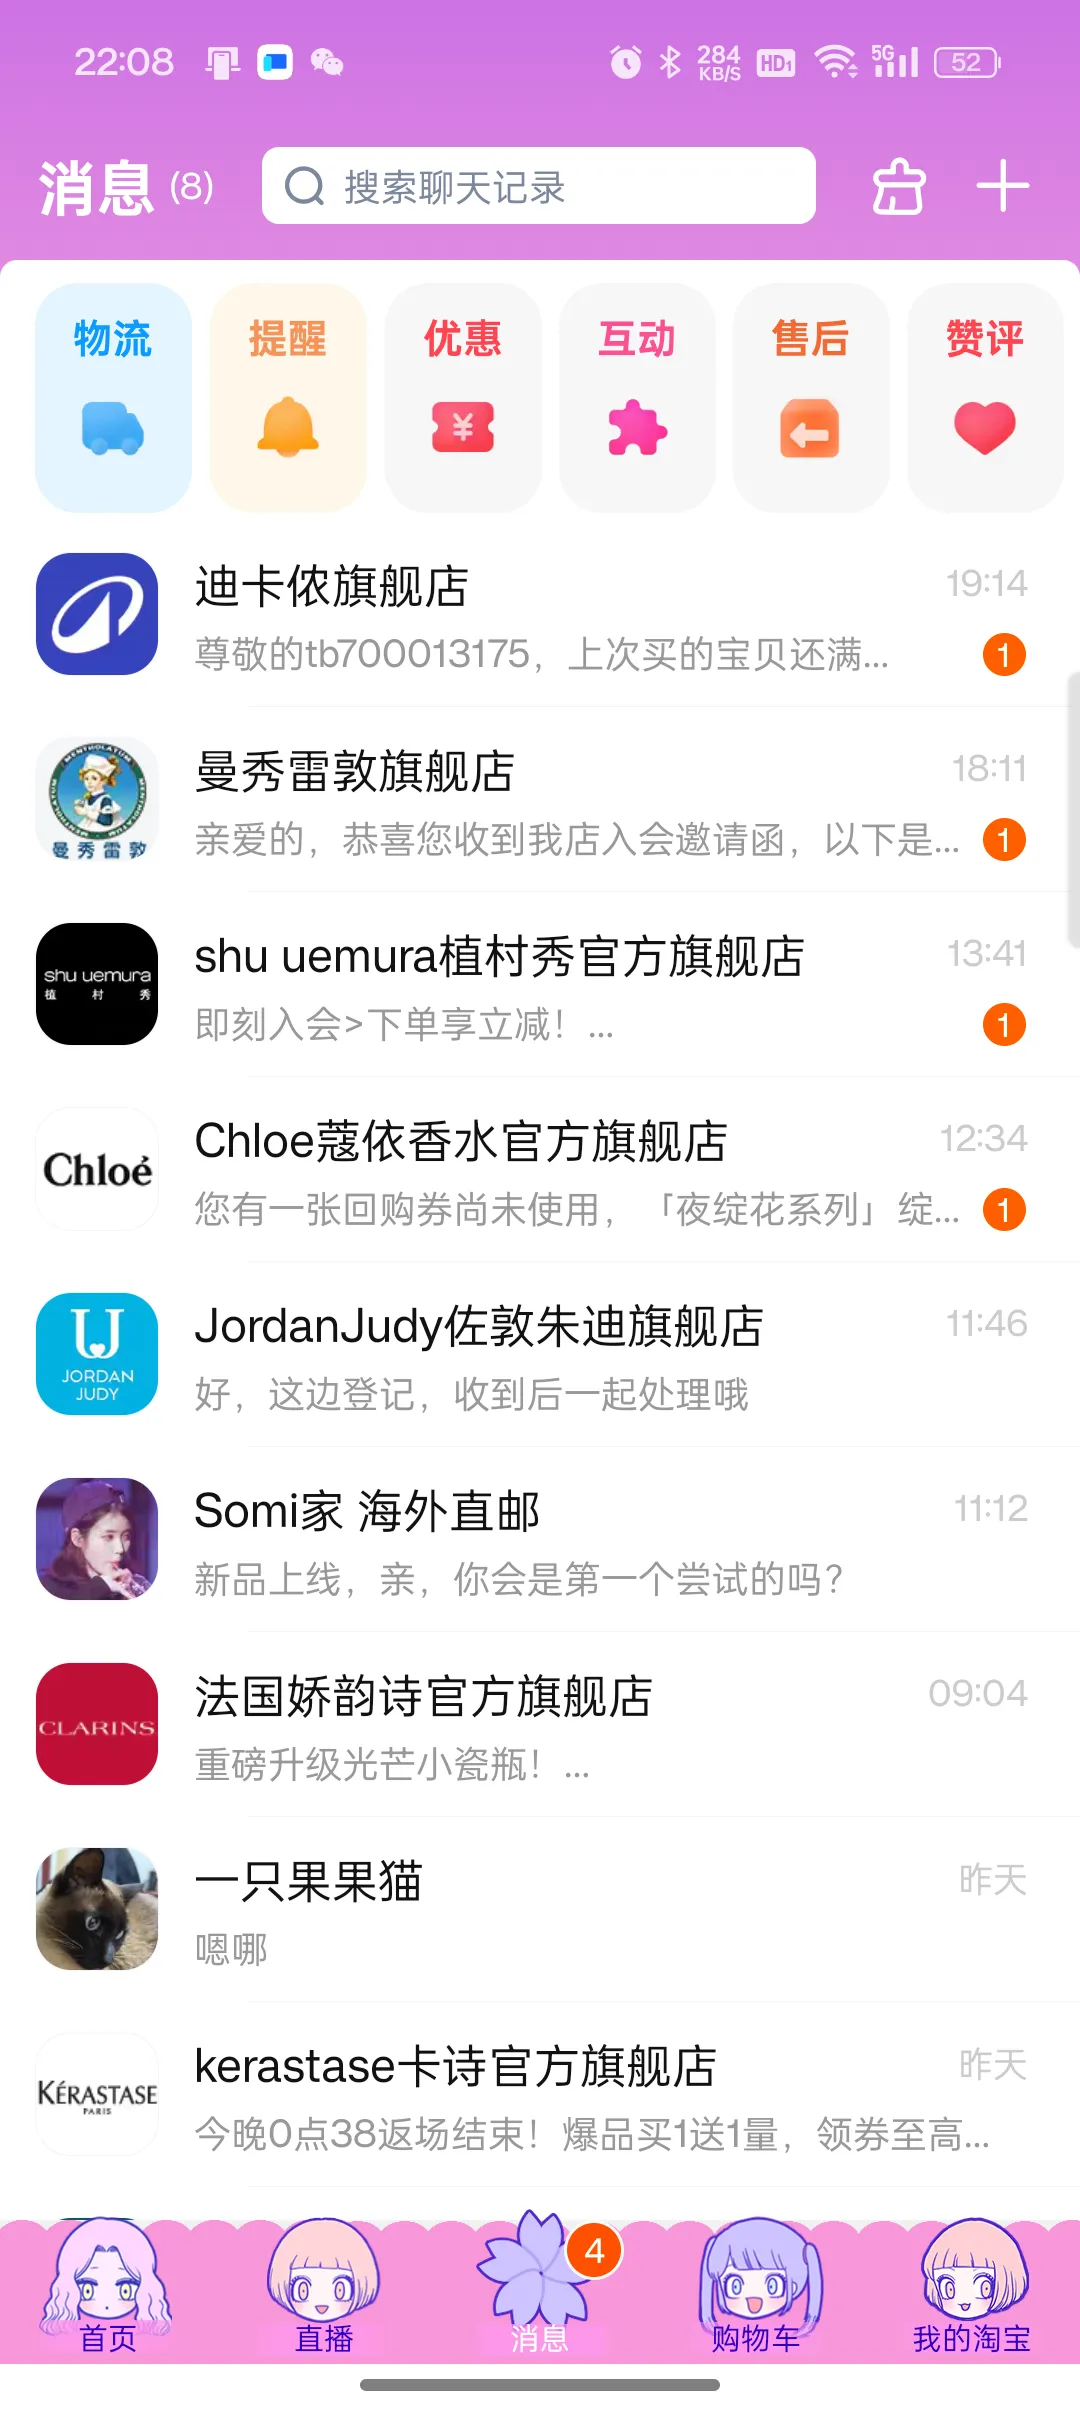 22:08
284
KB/S
HD1
5G
52
消息 (8)
搜索聊天记录
物流
提醒
优惠
互动
售后
赞评
¥
迪卡侬旗舰店
19:14
尊敬的tb700013175，上次买的宝贝还满...
1
MENTHOLATUM
曼秀雷敦
曼秀雷敦旗舰店
18:11
亲爱的，恭喜您收到我店入会邀请函，以下是...
1
shu uemura
植村秀
shu uemura植村秀官方旗舰店
13:41
即刻入会>下单享立减！...
1
Chloé
Chloe蔻依香水官方旗舰店
12:34
您有一张回购券尚未使用，「夜绽花系列」绽...
1
JORDAN
JUDY
JordanJudy佐敦朱迪旗舰店
11:46
好，这边登记，收到后一起处理哦
Somi家 海外直邮
11:12
新品上线，亲，你会是第一个尝试的吗？
CLARINS
法国娇韵诗官方旗舰店
09:04
重磅升级光芒小瓷瓶！...
一只果果猫
昨天
嗯哪
KÉRASTASE
PARIS
kerastase卡诗官方旗舰店
昨天
今晚0点38返场结束！爆品买1送1量，领券至高...
4
首页
直播
消息
购物车
我的淘宝